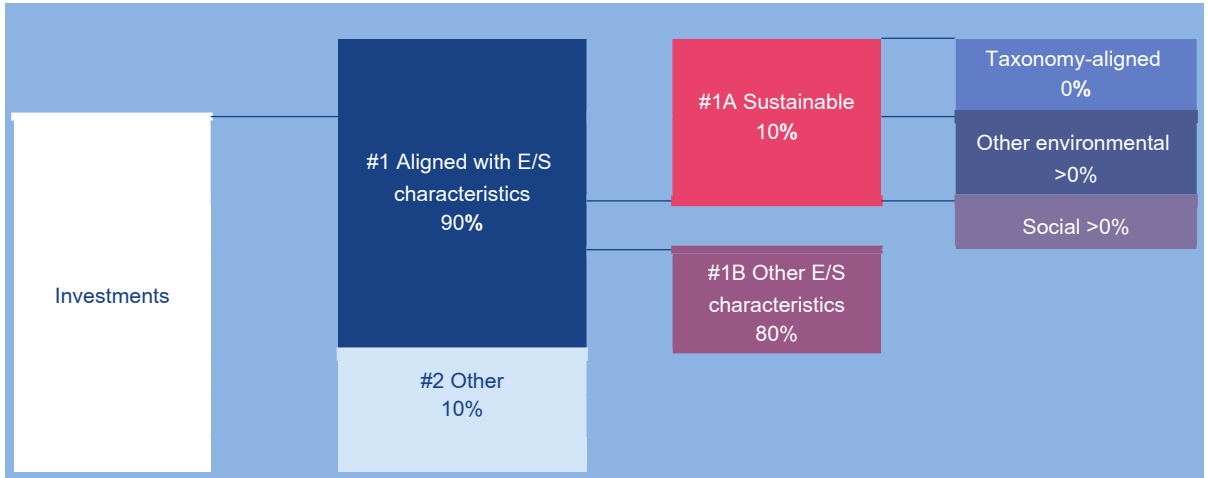 Investments
#1 Aligned with E/S
characteristics
90%
#2 Other
10%
#1A Sustainable
10%
#1B Other E/S
characteristics
80%
Taxonomy-aligned
0%
Other environmental
>0%
Social >0%